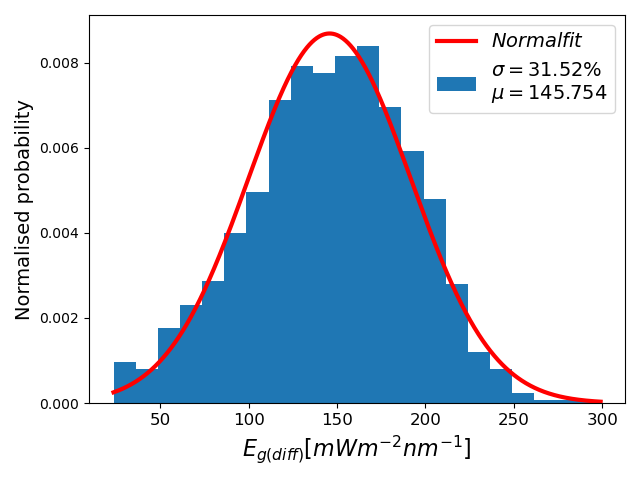 Normalfit
σ = 31.52%
μ = 145.754
Normalised probability
0.008
0.006
0.004
0.002
0.000
50 100 150 200 250 300
E_{g(diff)}[mWm^{-2}nm^{-1}]